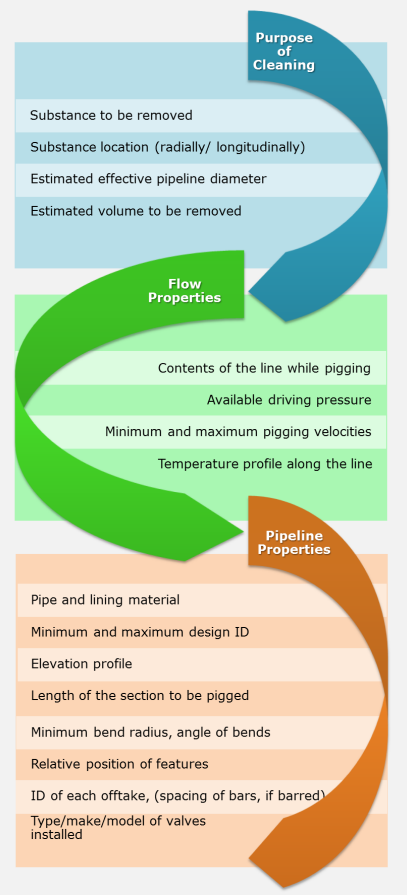 Purpose
of
Cleaning
Substance to be removed
Substance location (radially/ longitudinally)
Estimated effective pipeline diameter
Estimated volume to be removed
Flow
Properties
Contents of the line while pigging
Available driving pressure
Minimum and maximum pigging velocities
Temperature profile along the line
Pipeline
Properties
Pipe and lining material
Minimum and maximum design ID
Elevation profile
Length of the section to be pigged
Minimum bend radius, angle of bends
Relative position of features
ID of each offtake, (spacing of bars, if barred)
Type/make/model of valves
installed